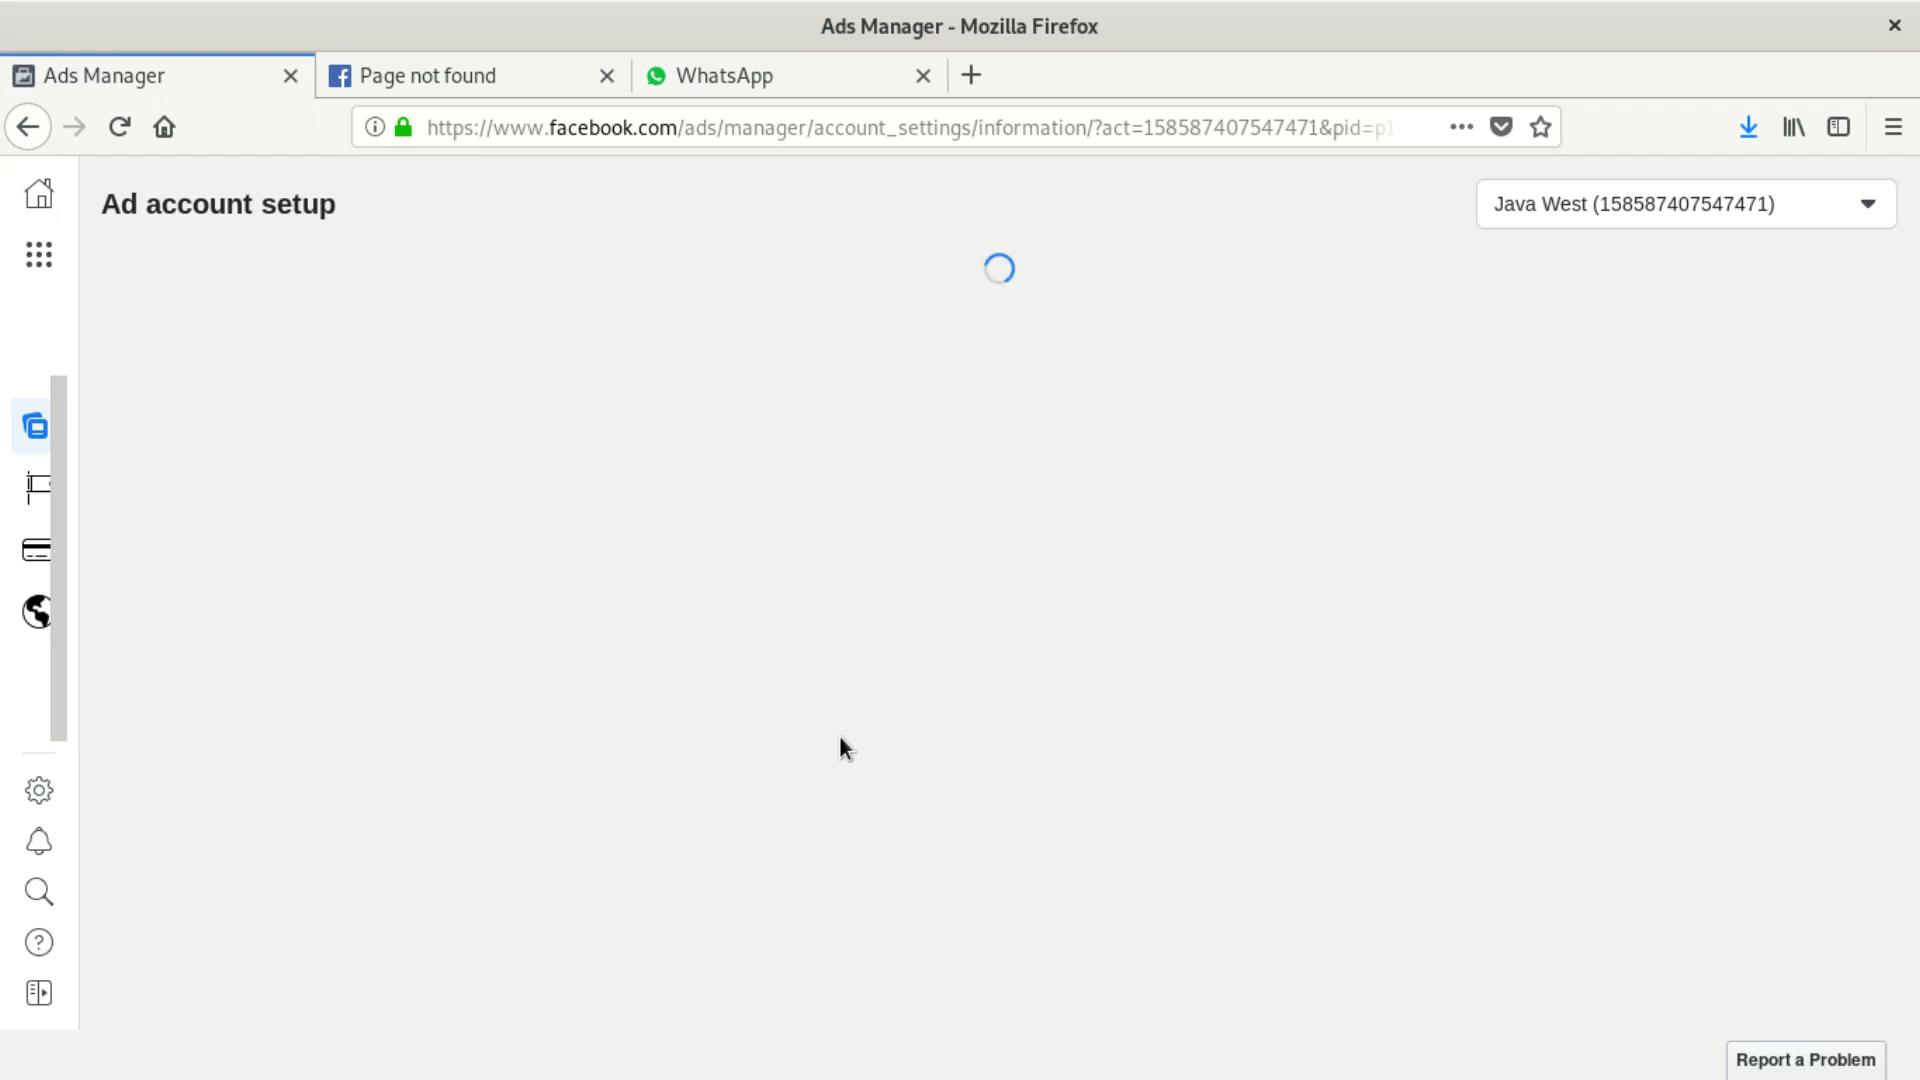 Ads Manager - Mozilla Firefox
Ads Manager
Page not found
WhatsApp
https://www.facebook.com/ads/manager/account_settings/information/?act=158587407547471&pid=p1
Ad account setup
Java West (158587407547471)
Report a Problem